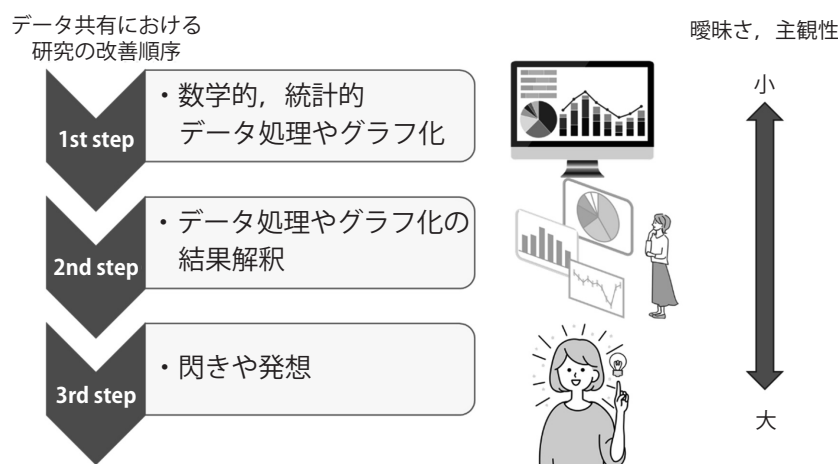 データ共有における
研究の改善順序
曖昧さ，主観性
1st step
・数学的，統計的
データ処理やグラフ化
小
2nd step
・データ処理やグラフ化の
結果解釈
3rd step
・閃きや発想
大